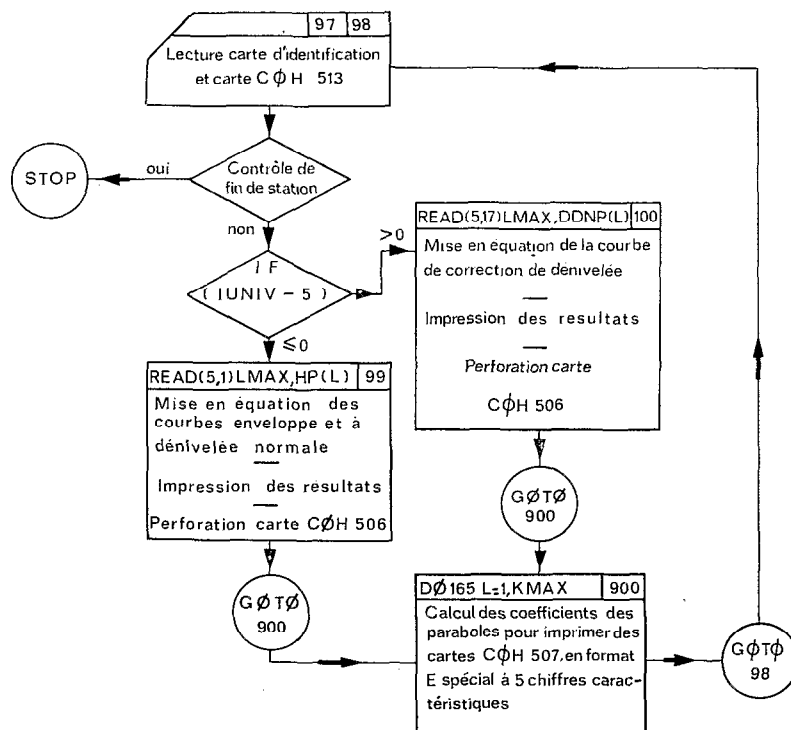 97 98
Lecture carte d'identification
et carte CØH 513
STOP
oui
Contrôle de
fin de station
non
IF
(IUNIV - 5)
>0
≤0
READ(5,17)LMAX,DDNP(L) 100
Mise en équation de la courbe
de correction de dénivelée
Impression des resultats
Perforation carte
CØH 506
READ(5,1)LMAX,HP(L) 99
Mise en équation des
courbes enveloppe et à
dénivelée normale
Impression des résultats
Perforation carte CØH 506
GØTØ
900
GØTØ
900
DØ165 L=1,KMAX 900
Calcul des coefficients des
paraboles pour imprimer des
cartes CØH 507, en format
E spécial à 5 chiffres carac-
téristiques
GØTØ
98